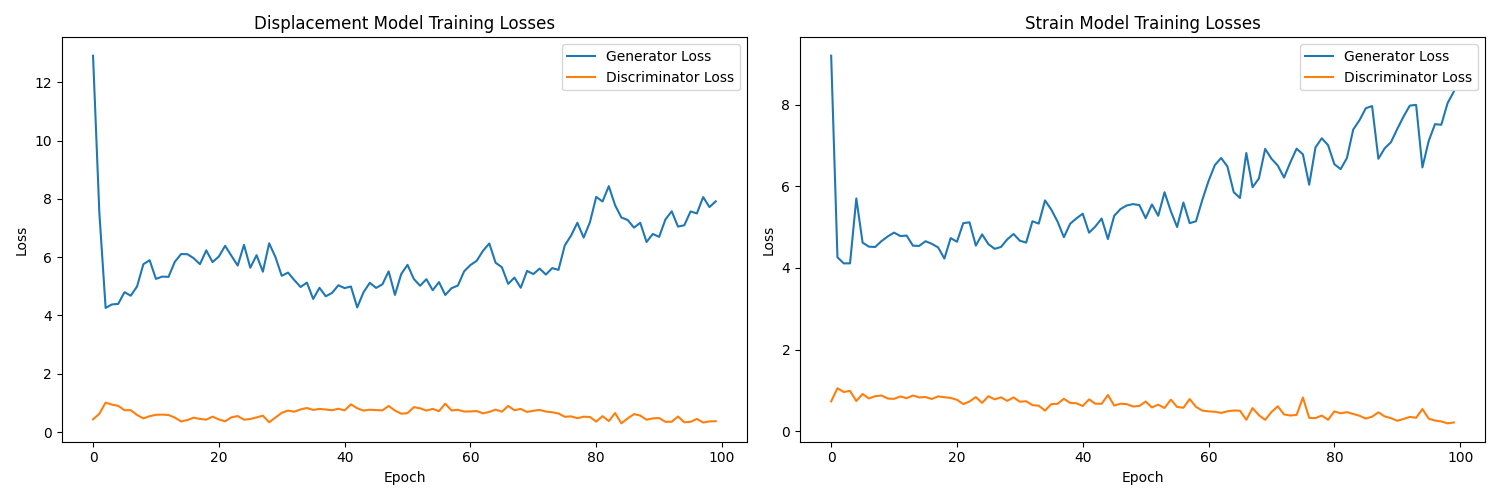 Displacement Model Training Losses
Generator Loss
Discriminator Loss
12
10
8
6
4
2
0
Loss
0 20 40 60 80 100
Epoch
Strain Model Training Losses
Generator Loss
Discriminator Loss
8
6
4
2
0
Loss
0 20 40 60 80 100
Epoch